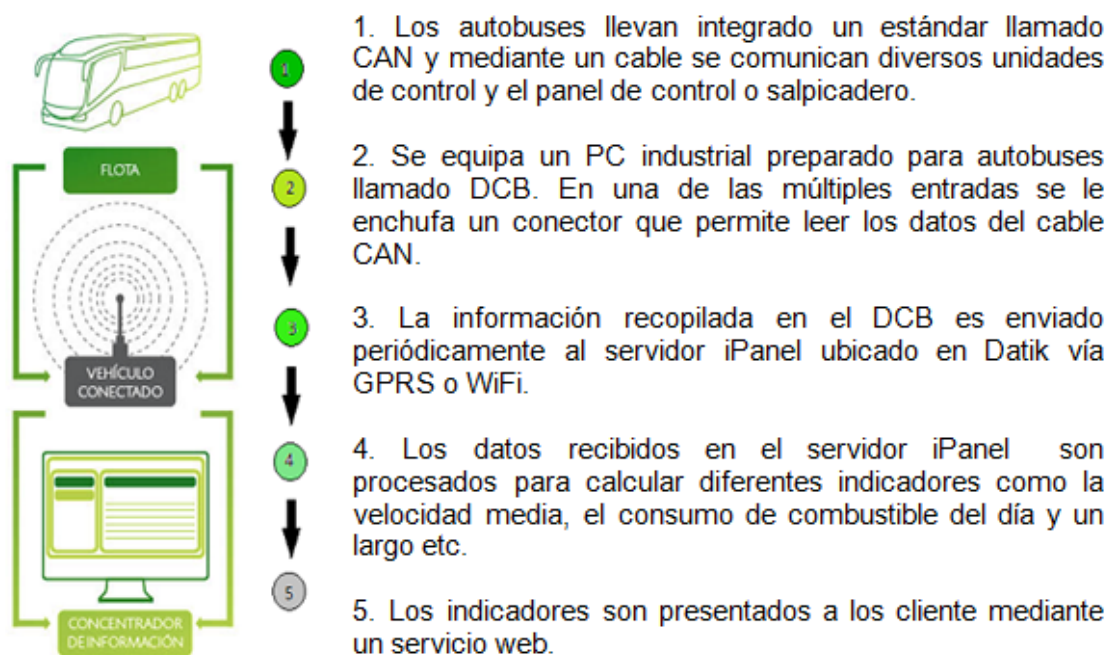 FLOTA
VEHÍCULO
CONECTADO
CONCENTRADOR
DE INFORMACIÓN
1
2
3
4
5
1. Los autobuses llevan integrado un estándar llamado
CAN y mediante un cable se comunican diversos unidades
de control y el panel de control o salpicadero.
2. Se equipa un PC industrial preparado para autobuses
llamado DCB. En una de las múltiples entradas se le
enchufa un conector que permite leer los datos del cable
CAN.
3. La información recopilada en el DCB es enviado
periódicamente al servidor iPanel ubicado en Datik vía
GPRS o WiFi.
4. Los datos recibidos en el servidor iPanel son
procesados para calcular diferentes indicadores como la
velocidad media, el consumo de combustible del día y un
largo etc.
5. Los indicadores son presentados a los cliente mediante
un servicio web.